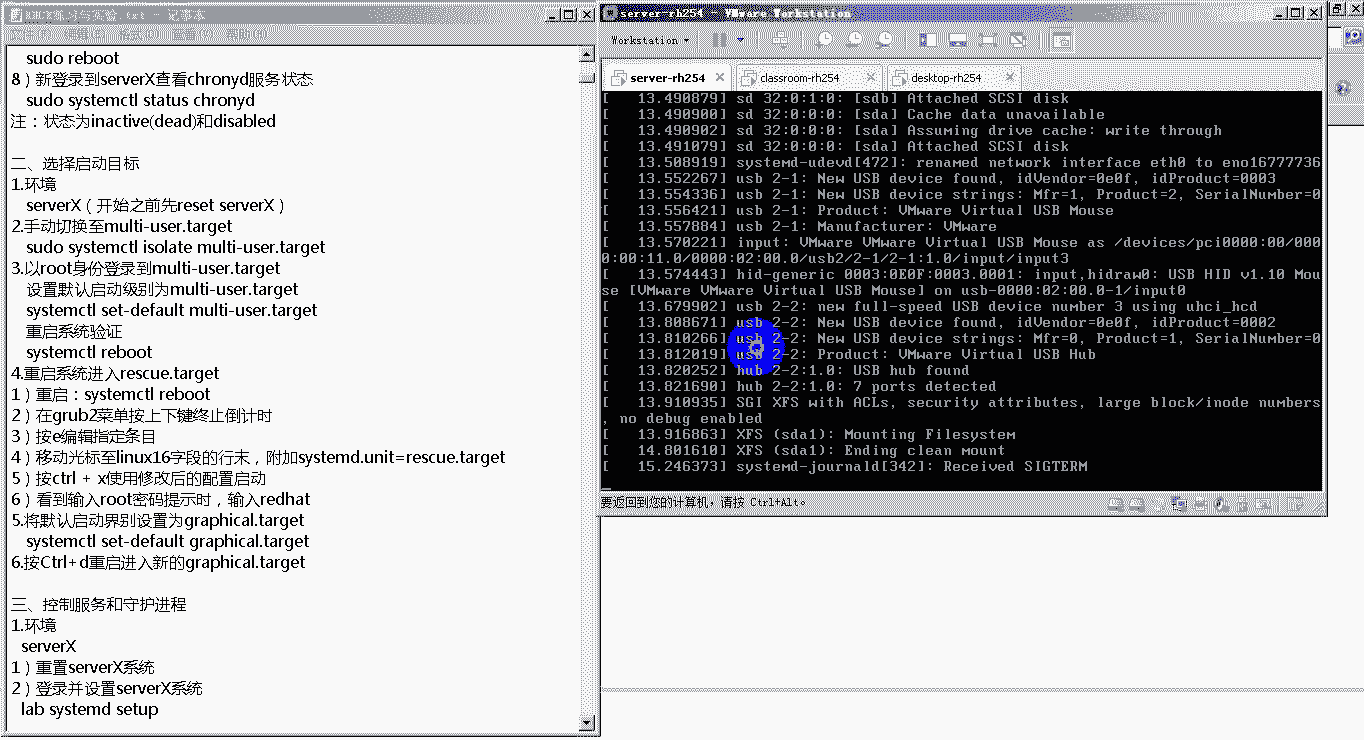 RHCE练习与实验.txt - 记事本
文件(F) 编辑(E) 格式(O) 查看(V) 帮助(H)
sudo reboot
8）新登录到serverX查看chronyd服务状态
sudo systemctl status chronyd
注：状态为inactive(dead)和disabled
二、选择启动目标
1.环境
serverX（开始之前先reset serverX）
2.手动切换至multi-user.target
sudo systemctl isolate multi-user.target
3.以root身份登录到multi-user.target
设置默认启动级别为multi-user.target
systemctl set-default multi-user.target
重启系统验证
systemctl reboot
4.重启系统进入rescue.target
1）重启：systemctl reboot
2）在grub2菜单按上下键终止倒计时
3）按e编辑指定条目
4）移动光标至linux16字段的行末，附加systemd.unit=rescue.target
5）按ctrl + x使用修改后的配置启动
6）看到输入root密码提示时，输入redhat
5.将默认启动界别设置为graphical.target
systemctl set-default graphical.target
6.按Ctrl+d重启进入新的graphical.target
三、控制服务和守护进程
1.环境
serverX
1）重置serverX系统
2）登录并设置serverX系统
lab systemd setup
server-rh254 - VMware Workstation
Workstation
server-rh254 classroom-rh254 desktop-rh254
[   13.490879] sd 32:0:1:0: [sdb] Attached SCSI disk
[   13.490900] sd 32:0:0:0: [sda] Cache data unavailable
[   13.490902] sd 32:0:0:0: [sda] Assuming drive cache: write through
[   13.491079] sd 32:0:0:0: [sda] Attached SCSI disk
[   13.508919] systemd-udevd[472]: renamed network interface eth0 to eno16777736
[   13.552267] usb 2-1: New USB device found, idVendor=0e0f, idProduct=0003
[   13.554336] usb 2-1: New USB device strings: Mfr=1, Product=2, SerialNumber=0
[   13.556421] usb 2-1: Product: VMware Virtual USB Mouse
[   13.557884] usb 2-1: Manufacturer: VMware
[   13.570221] input: VMware VMware Virtual USB Mouse as /devices/pci0000:00/000
0:00:11.0/0000:02:00.0/usb2/2-1/2-1:1.0/input/input3
[   13.574443] hid-generic 0003:0E0F:0003.0001: input,hidraw0: USB HID v1.10 Mou
se [VMware VMware Virtual USB Mouse] on usb-0000:02:00.0-1/input0
[   13.679902] usb 2-2: new full-speed USB device number 3 using uhci_hcd
[   13.808671] usb 2-2: New USB device found, idVendor=0e0f, idProduct=0002
[   13.810266] usb 2-2: New USB device strings: Mfr=0, Product=1, SerialNumber=0
[   13.812019] usb 2-2: Product: VMware Virtual USB Hub
[   13.820252] hub 2-2:1.0: USB hub found
[   13.821690] hub 2-2:1.0: 7 ports detected
[   13.910935] SGI XFS with ACLs, security attributes, large block/inode numbers
, no debug enabled
[   13.916863] XFS (sda1): Mounting Filesystem
[   14.801610] XFS (sda1): Ending clean mount
[   15.246373] systemd-journald[342]: Received SIGTERM
要返回到您的计算机，请按 Ctrl+Alt。